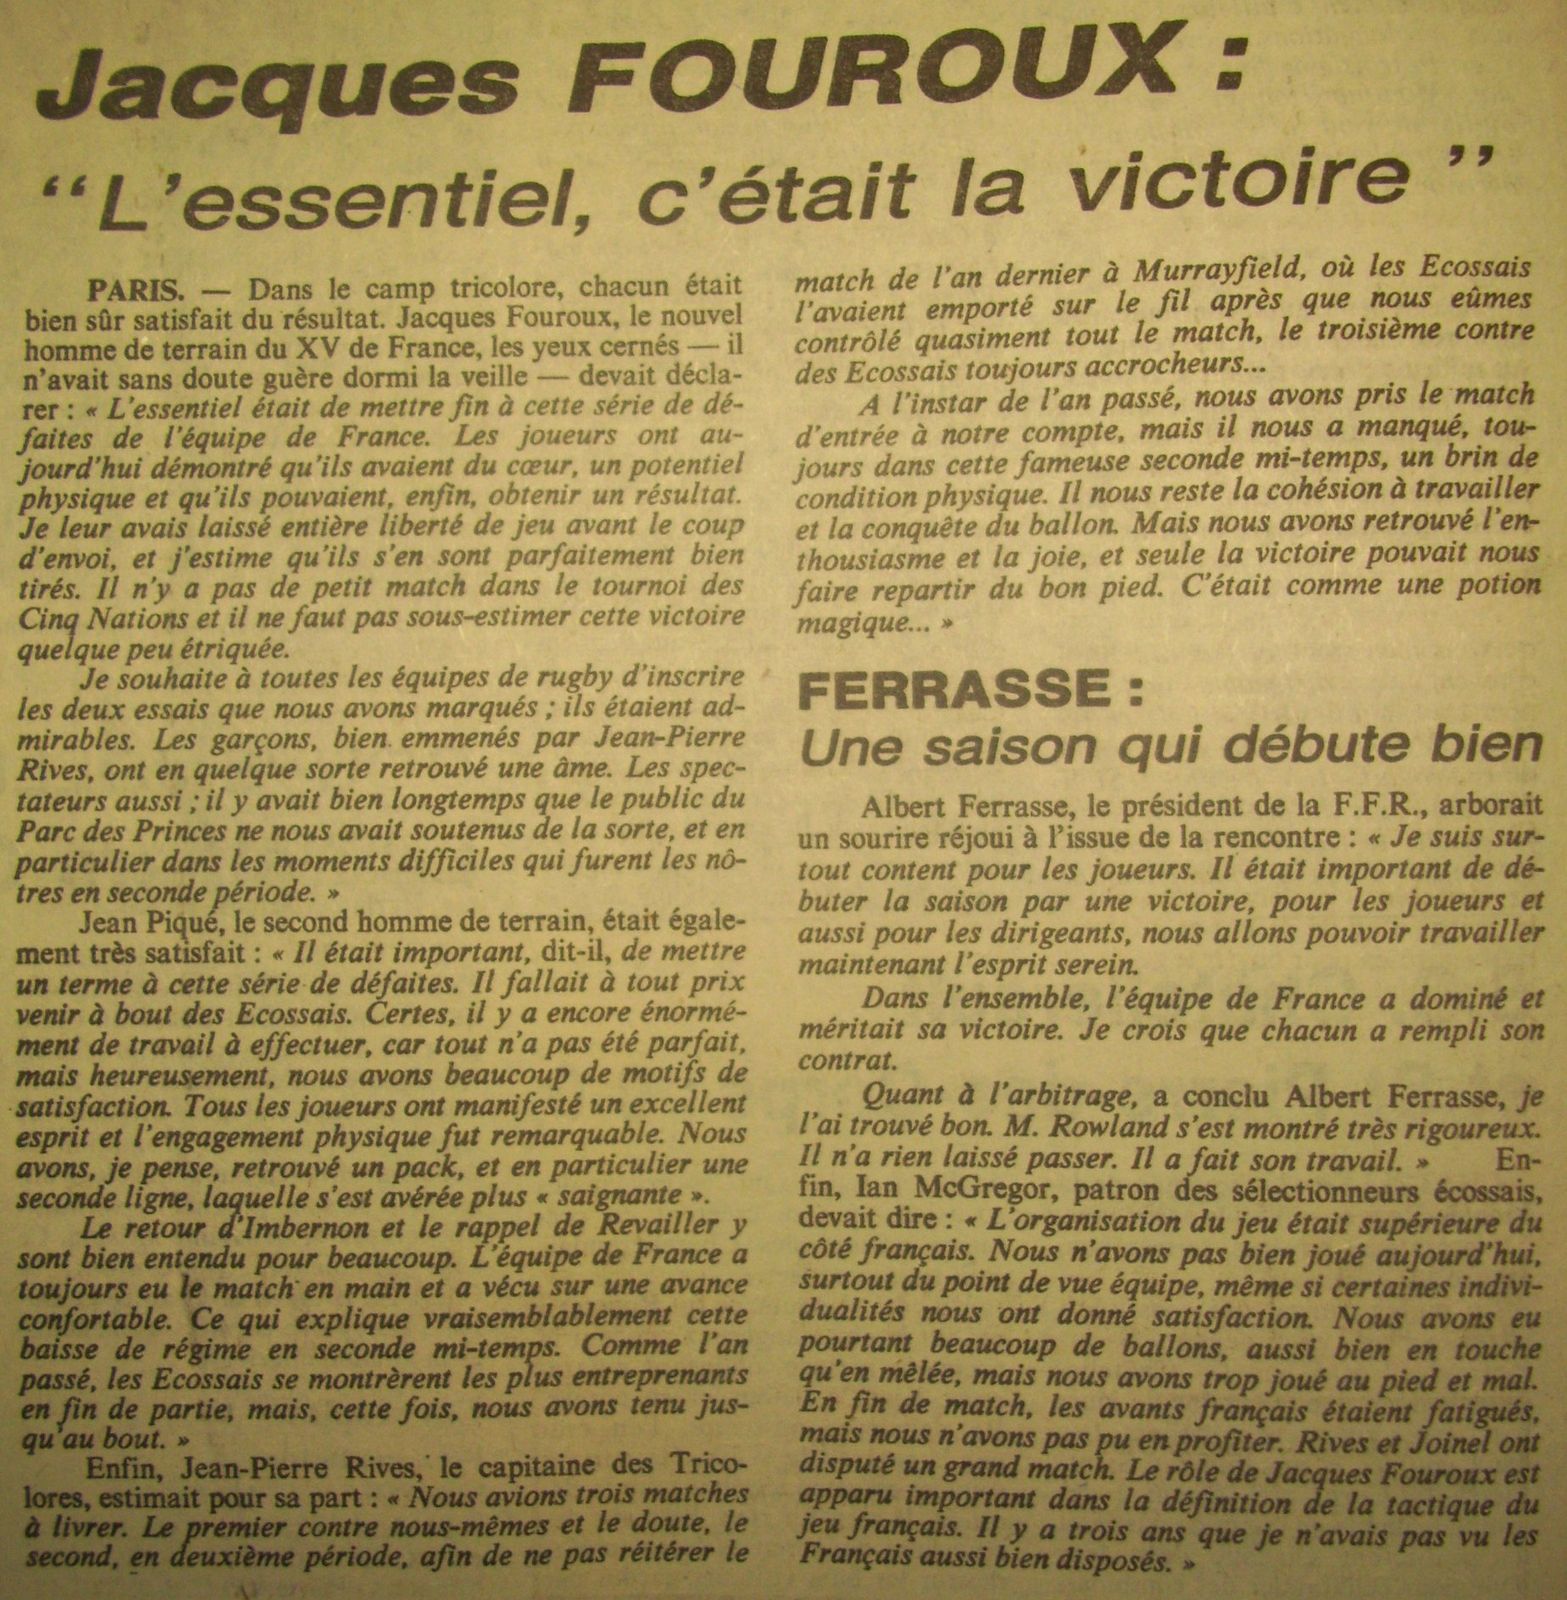 Jacques FOUROUX :
“L'essentiel, c'était la victoire”
PARIS. — Dans le camp tricolore, chacun était
bien sûr satisfait du résultat. Jacques Fouroux, le nouvel
homme de terrain du XV de France, les yeux cernés — il
n'avait sans doute guère dormi la veille — devait décla-
rer : « L'essentiel était de mettre fin à cette série de dé-
faites de l'équipe de France. Les joueurs ont au-
jourd'hui démontré qu'ils avaient du cœur, un potentiel
physique et qu'ils pouvaient, enfin, obtenir un résultat.
Je leur avais laissé entière liberté de jeu avant le coup
d'envoi, et j'estime qu'ils s'en sont parfaitement bien
tirés. Il n'y a pas de petit match dans le tournoi des
Cinq Nations et il ne faut pas sous-estimer cette victoire
quelque peu étriquée.
Je souhaite à toutes les équipes de rugby d'inscrire
les deux essais que nous avons marqués ; ils étaient ad-
mirables. Les garçons, bien emmenés par Jean-Pierre
Rives, ont en quelque sorte retrouvé une âme. Les spec-
tateurs aussi ; il y avait bien longtemps que le public du
Parc des Princes ne nous avait soutenus de la sorte, et en
particulier dans les moments difficiles qui furent les nô-
tres en seconde période. »
Jean Piqué, le second homme de terrain, était égale-
ment très satisfait : « Il était important, dit-il, de mettre
un terme à cette série de défaites. Il fallait à tout prix
venir à bout des Ecossais. Certes, il y a encore énormé-
ment de travail à effectuer, car tout n'a pas été parfait,
mais heureusement, nous avons beaucoup de motifs de
satisfaction. Tous les joueurs ont manifesté un excellent
esprit et l'engagement physique fut remarquable. Nous
avons, je pense, retrouvé un pack, et en particulier une
seconde ligne, laquelle s'est avérée plus « saignante ».
Le retour d'Imbernon et le rappel de Revailler y
sont bien entendu pour beaucoup. L'équipe de France a
toujours eu le match en main et a vécu sur une avance
confortable. Ce qui explique vraisemblablement cette
baisse de régime en seconde mi-temps. Comme l'an
passé, les Ecossais se montrèrent les plus entreprenants
en fin de partie, mais, cette fois, nous avons tenu jus-
qu'au bout. »
Enfin, Jean-Pierre Rives, le capitaine des Trico-
lores, estimait pour sa part : « Nous avions trois matches
à livrer. Le premier contre nous-mêmes et le doute, le
second, en deuxième période, afin de ne pas réitérer le
match de l'an dernier à Murrayfield, où les Ecossais
l'avaient emporté sur le fil après que nous eûmes
contrôlé quasiment tout le match, le troisième contre
des Ecossais toujours accrocheurs...
A l'instar de l'an passé, nous avons pris le match
d'entrée à notre compte, mais il nous a manqué, tou-
jours dans cette fameuse seconde mi-temps, un brin de
condition physique. Il nous reste la cohésion à travailler
et la conquête du ballon. Mais nous avons retrouvé l'en-
thousiasme et la joie, et seule la victoire pouvait nous
faire repartir du bon pied. C'était comme une potion
magique... »
FERRASSE :
Une saison qui débute bien
Albert Ferrasse, le président de la F.F.R., arborait
un sourire réjoui à l'issue de la rencontre : « Je suis sur-
tout content pour les joueurs. Il était important de dé-
buter la saison par une victoire, pour les joueurs et
aussi pour les dirigeants, nous allons pouvoir travailler
maintenant l'esprit serein.
Dans l'ensemble, l'équipe de France a dominé et
méritait sa victoire. Je crois que chacun a rempli son
contrat.
Quant à l'arbitrage, a conclu Albert Ferrasse, je
l'ai trouvé bon. M. Rowland s'est montré très rigoureux.
Il n'a rien laissé passer. Il a fait son travail. » En-
fin, Ian McGregor, patron des sélectionneurs écossais,
devait dire : « L'organisation du jeu était supérieure du
côté français. Nous n'avons pas bien joué aujourd'hui,
surtout du point de vue équipe, même si certaines indivi-
dualités nous ont donné satisfaction. Nous avons eu
pourtant beaucoup de ballons, aussi bien en touche
qu'en mêlée, mais nous avons trop joué au pied et mal.
En fin de match, les avants français étaient fatigués,
mais nous n'avons pas pu en profiter. Rives et Joinel ont
disputé un grand match. Le rôle de Jacques Fouroux est
apparu important dans la définition de la tactique du
jeu français. Il y a trois ans que je n'avais pas vu les
Français aussi bien disposés. »